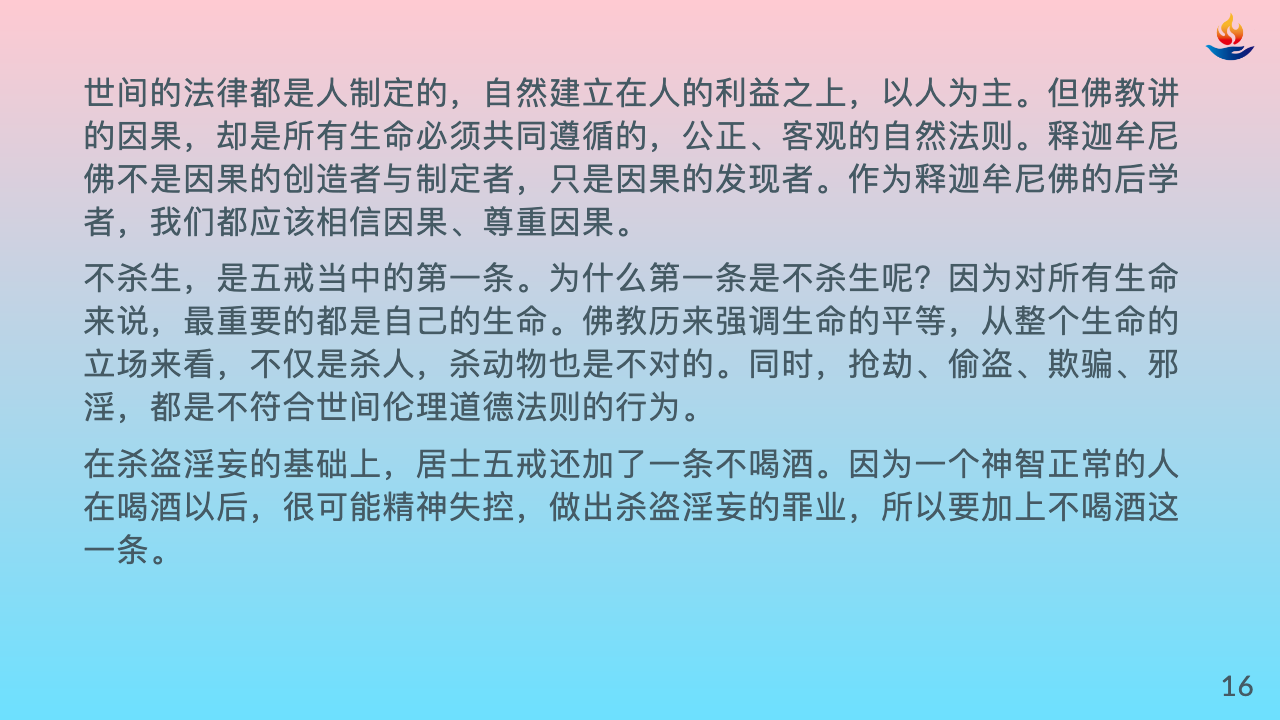 世间的法律都是人制定的，自然建立在人的利益之上，以人为主。但佛教讲
的因果，却是所有生命必须共同遵循的，公正、客观的自然法则。释迦牟尼
佛不是因果的创造者与制定者，只是因果的发现者。作为释迦牟尼佛的后学
者，我们都应该相信因果、尊重因果。
不杀生，是五戒当中的第一条。为什么第一条是不杀生呢？因为对所有生命
来说，最重要的都是自己的生命。佛教历来强调生命的平等，从整个生命的
立场来看，不仅是杀人，杀动物也是不对的。同时，抢劫、偷盗、欺骗、邪
淫，都是不符合世间伦理道德法则的行为。
在杀盗淫妄的基础上，居士五戒还加了一条不喝酒。因为一个神智正常的人
在喝酒以后，很可能精神失控，做出杀盗淫妄的罪业，所以要加上不喝酒这
一条。
16